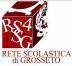 RETE SCOLASTICA
di GROSSETO